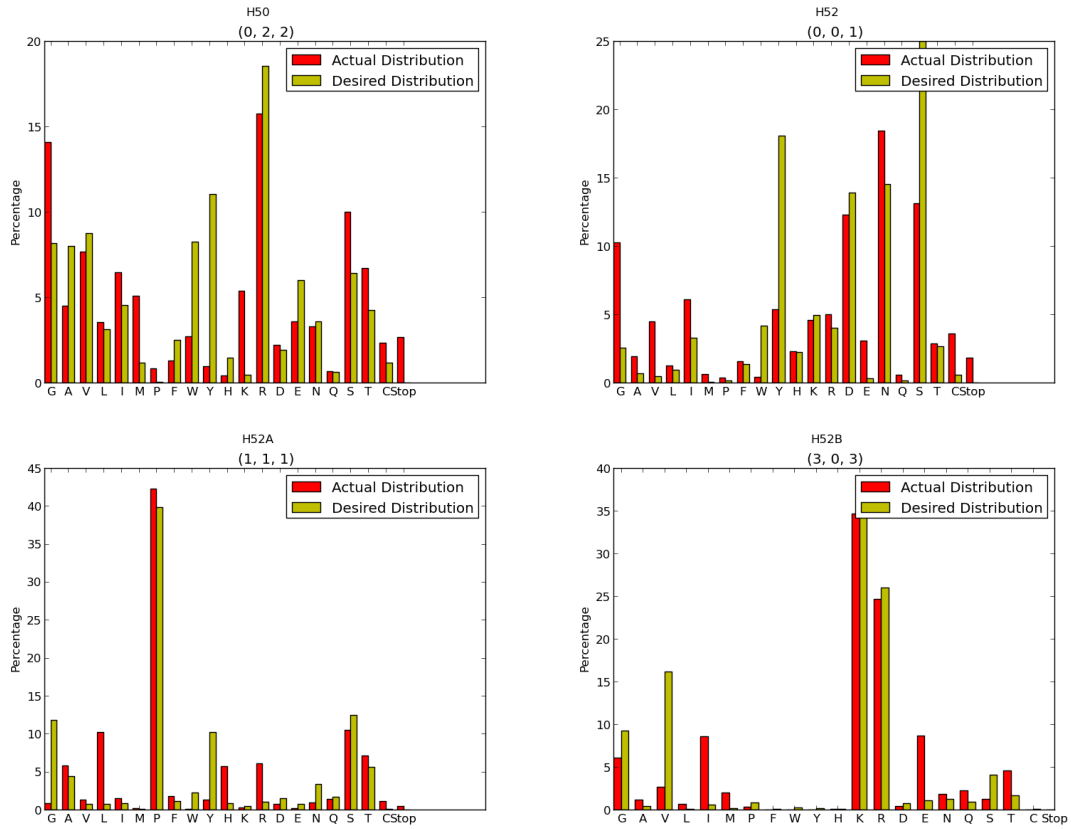 H50
(0, 2, 2)
20
15
10
5
0
Percentage
Actual Distribution
Desired Distribution
G A V L I M P F W Y H K R D E N Q S T C Stop
H52
(0, 0, 1)
25
20
15
10
5
0
Percentage
Actual Distribution
Desired Distribution
G A V L I M P F W Y H K R D E N Q S T C Stop
H52A
(1, 1, 1)
45
40
35
30
25
20
15
10
5
0
Percentage
Actual Distribution
Desired Distribution
G A V L I M P F W Y H K R D E N Q S T C Stop
H52B
(3, 0, 3)
40
35
30
25
20
15
10
5
0
Percentage
Actual Distribution
Desired Distribution
G A V L I M P F W Y H K R D E N Q S T C Stop